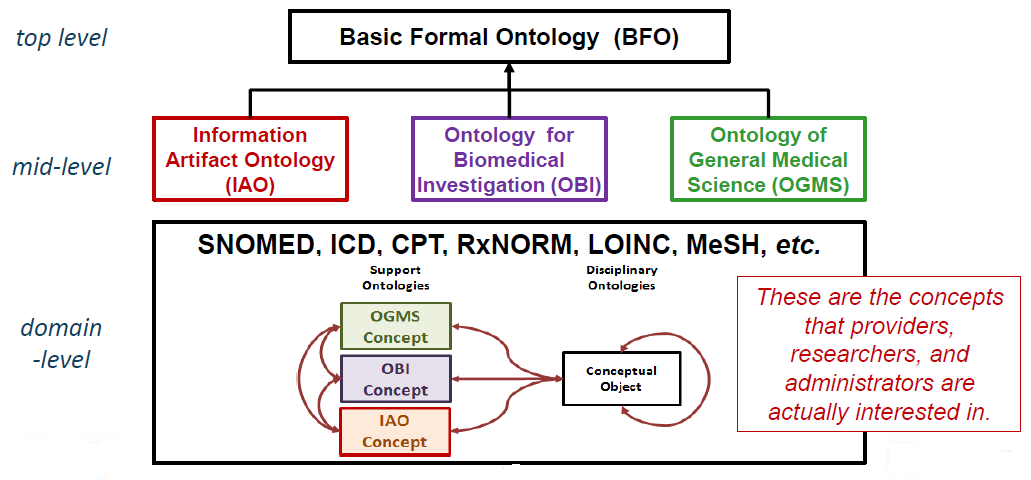 top level
Basic Formal Ontology (BFO)
mid-level
Information
Artifact Ontology
(IAO)
Ontology for
Biomedical
Investigation (OBI)
Ontology of
General Medical
Science (OGMS)
domain
-level
SNOMED, ICD, CPT, RxNORM, LOINC, MeSH, etc.
Support
Ontologies
Disciplinary
Ontologies
OGMS
Concept
OBI
Concept
IAO
Concept
Conceptual
Object
These are the concepts
that providers,
researchers, and
administrators are
actually interested in.